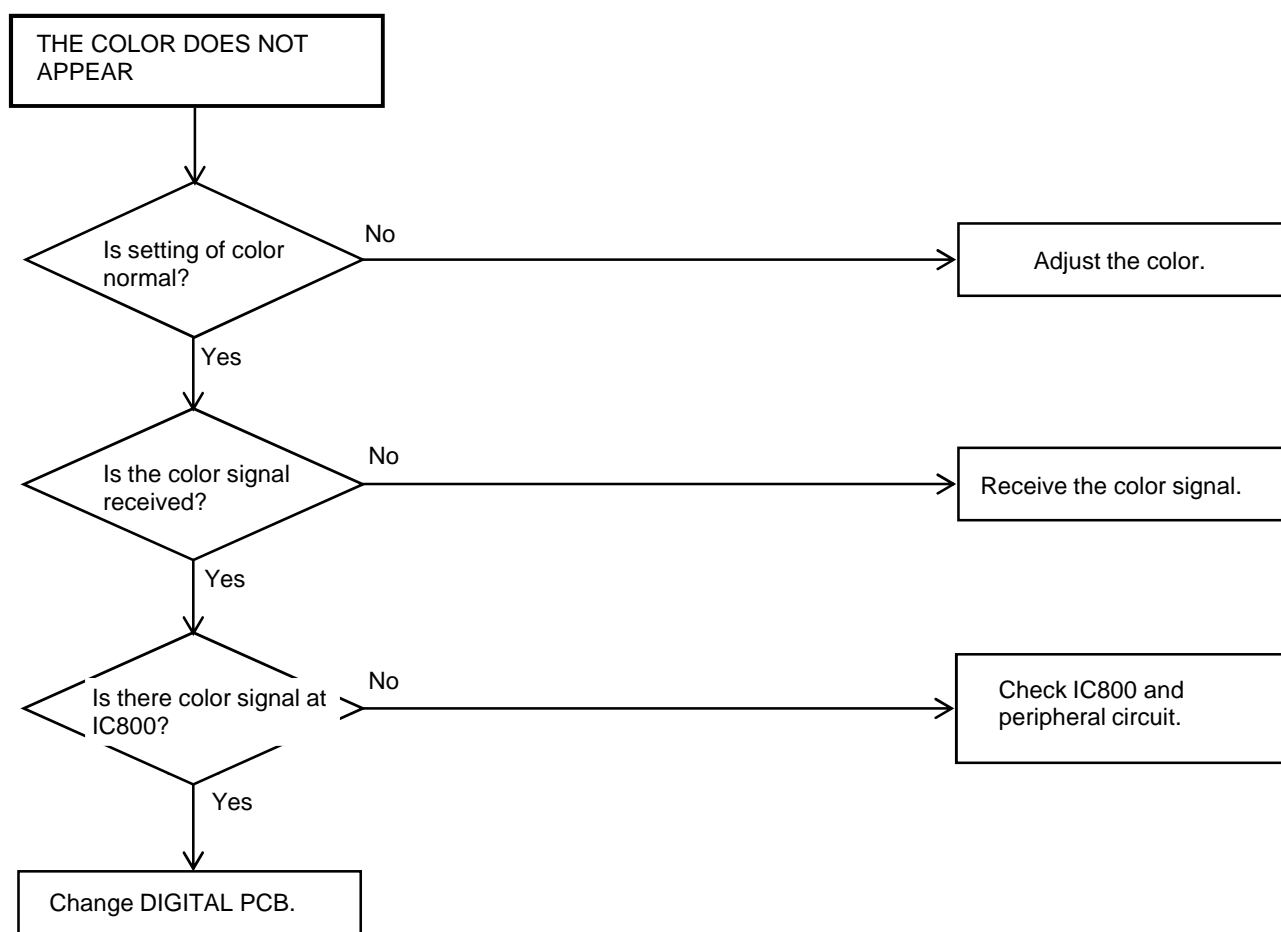 THE COLOR DOES NOT
APPEAR
Is setting of color
normal?
No
Adjust the color.
Yes
Is the color signal
received?
No
Receive the color signal.
Yes
Is there color signal at
IC800?
No
Check IC800 and
peripheral circuit.
Yes
Change DIGITAL PCB.